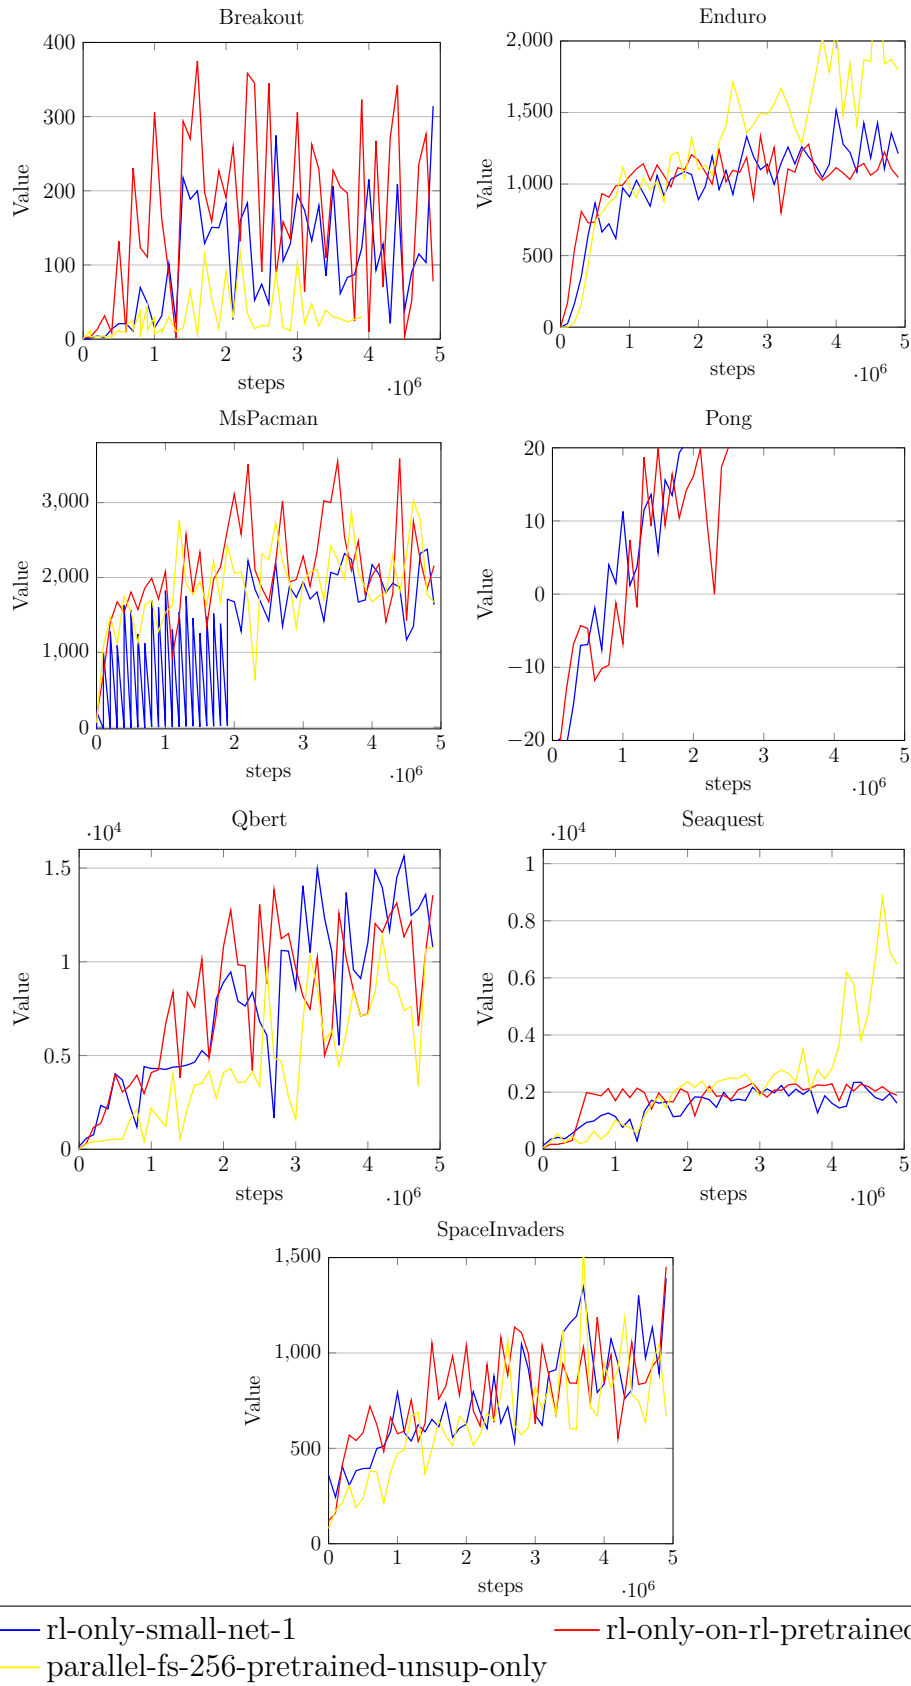 Breakout
Enduro
400
300
200
100
0
Value
0 1 2 3 4 5
steps
·10^6
2,000
1,500
1,000
500
0
Value
0 1 2 3 4 5
steps
·10^6
MsPacman
Pong
3,000
2,000
1,000
0
Value
0 1 2 3 4 5
steps
·10^6
20
10
0
−10
−20
Value
0 1 2 3 4 5
steps
·10^6
Qbert
Seaquest
·10^4
1.5
1
0.5
0
Value
0 1 2 3 4 5
steps
·10^6
·10^4
1
0.8
0.6
0.4
0.2
0
Value
0 1 2 3 4 5
steps
·10^6
SpaceInvaders
1,500
1,000
500
0
Value
0 1 2 3 4 5
steps
·10^6
rl-only-small-net-1
rl-only-on-rl-pretrained
parallel-fs-256-pretrained-unsup-only